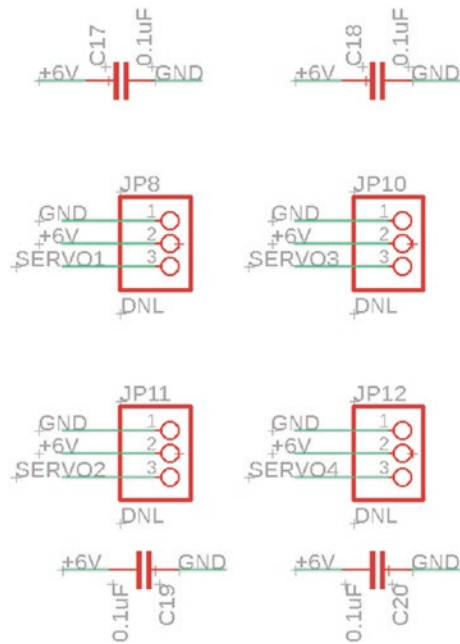 C17
0.1uF
+6V
GND
C18
0.1uF
+6V
GND
JP8
GND
1
+6V
2
SERVO1
3
DNL
JP10
GND
1
+6V
2
SERVO3
3
DNL
JP11
GND
1
+6V
2
SERVO2
3
DNL
JP12
GND
1
+6V
2
SERVO4
3
DNL
+6V
GND
0.1uF
C19
+6V
GND
0.1uF
C20